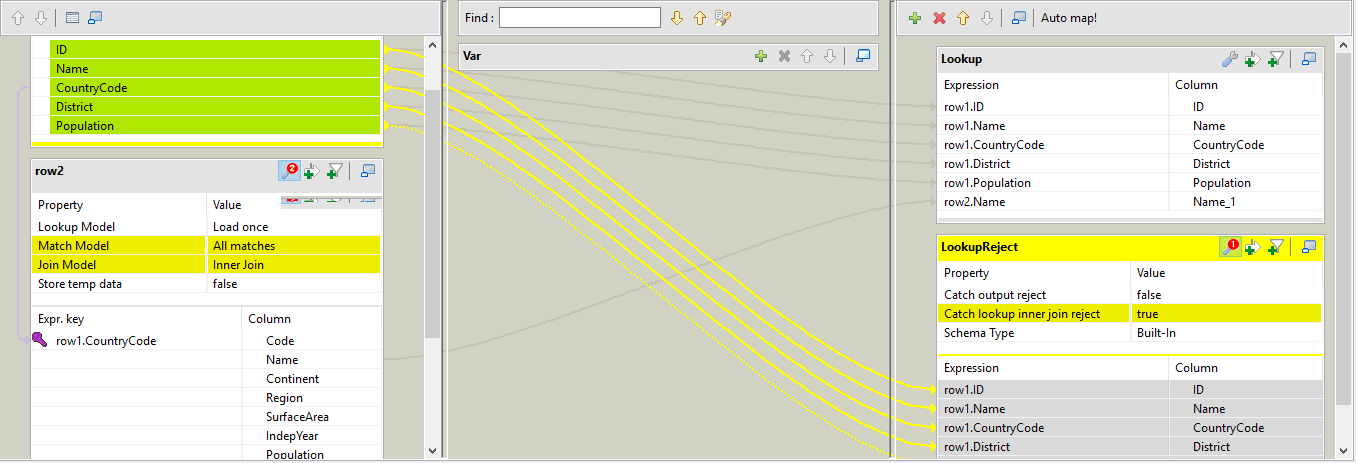 Find :
Auto map!
ID
Name
CountryCode
District
Population
row2
2
Property Value
Lookup Model Load once
Match Model All matches
Join Model Inner Join
Store temp data false
Expr. key Column
row1.CountryCode Code
Name
Continent
Region
SurfaceArea
IndepYear
Population
Var
Lookup
Expression Column
row1.ID ID
row1.Name Name
row1.CountryCode CountryCode
row1.District District
row1.Population Population
row2.Name Name_1
LookupReject
1
Property Value
Catch output reject false
Catch lookup inner join reject true
Schema Type Built-In
Expression Column
row1.ID ID
row1.Name Name
row1.CountryCode CountryCode
row1.District District